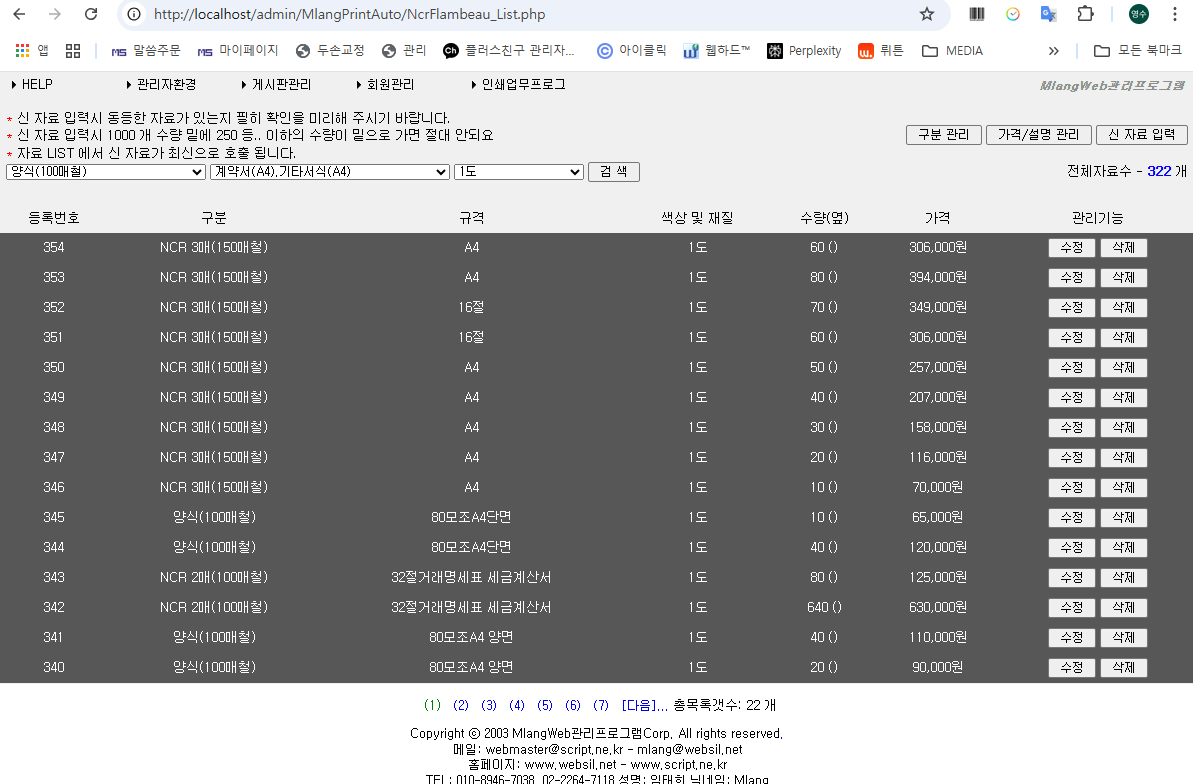 http://localhost/admin/MlangPrintAuto/NcrFlambeau_List.php
영수
앱 말씀주문 마이페이지 두손교정 관리 플러스친구 관리자... 아이클릭 웹하드™ Perplexity 뤼튼 MEDIA » 모든 북마크
HELP 관리자환경 게시판관리 회원관리 인쇄업무프로그 MlangWeb관리프로그램
* 신 자료 입력시 동등한 자료가 있는지 필히 확인을 미리해 주시기 바랍니다.
* 신 자료 입력시 1000 개 수량 밑에 250 등.. 이하의 수량이 밑으로 가면 절대 안되요
* 자료 LIST 에서 신 자료가 최신으로 호출 됩니다.
구분 관리 가격/설명 관리 신 자료 입력
양식(100매철) 계약서(A4).기타서식(A4) 1도 검 색 전체자료수 - 322 개
등록번호 구분 규격 색상 및 재질 수량(옆) 가격 관리기능
354 NCR 3매(150매철) A4 1도 60 () 306,000원 수정 삭제
353 NCR 3매(150매철) A4 1도 80 () 394,000원 수정 삭제
352 NCR 3매(150매철) 16절 1도 70 () 349,000원 수정 삭제
351 NCR 3매(150매철) 16절 1도 60 () 306,000원 수정 삭제
350 NCR 3매(150매철) A4 1도 50 () 257,000원 수정 삭제
349 NCR 3매(150매철) A4 1도 40 () 207,000원 수정 삭제
348 NCR 3매(150매철) A4 1도 30 () 158,000원 수정 삭제
347 NCR 3매(150매철) A4 1도 20 () 116,000원 수정 삭제
346 NCR 3매(150매철) A4 1도 10 () 70,000원 수정 삭제
345 양식(100매철) 80모조A4단면 1도 10 () 65,000원 수정 삭제
344 양식(100매철) 80모조A4단면 1도 40 () 120,000원 수정 삭제
343 NCR 2매(100매철) 32절거래명세표 세금계산서 1도 80 () 125,000원 수정 삭제
342 NCR 2매(100매철) 32절거래명세표 세금계산서 1도 640 () 630,000원 수정 삭제
341 양식(100매철) 80모조A4 양면 1도 40 () 110,000원 수정 삭제
340 양식(100매철) 80모조A4 양면 1도 20 () 90,000원 수정 삭제
(1) (2) (3) (4) (5) (6) (7) [다음]... 총목록갯수: 22 개
Copyright ⓒ 2003 MlangWeb관리프로그램Corp. All rights reserved.
메일: webmaster@script.ne.kr - mlang@websil.net
홈페이지: www.websil.net - www.script.ne.kr
TEL: 010-8946-7038, 02-2264-7118 성명: 임태희 닉네임: Mlang